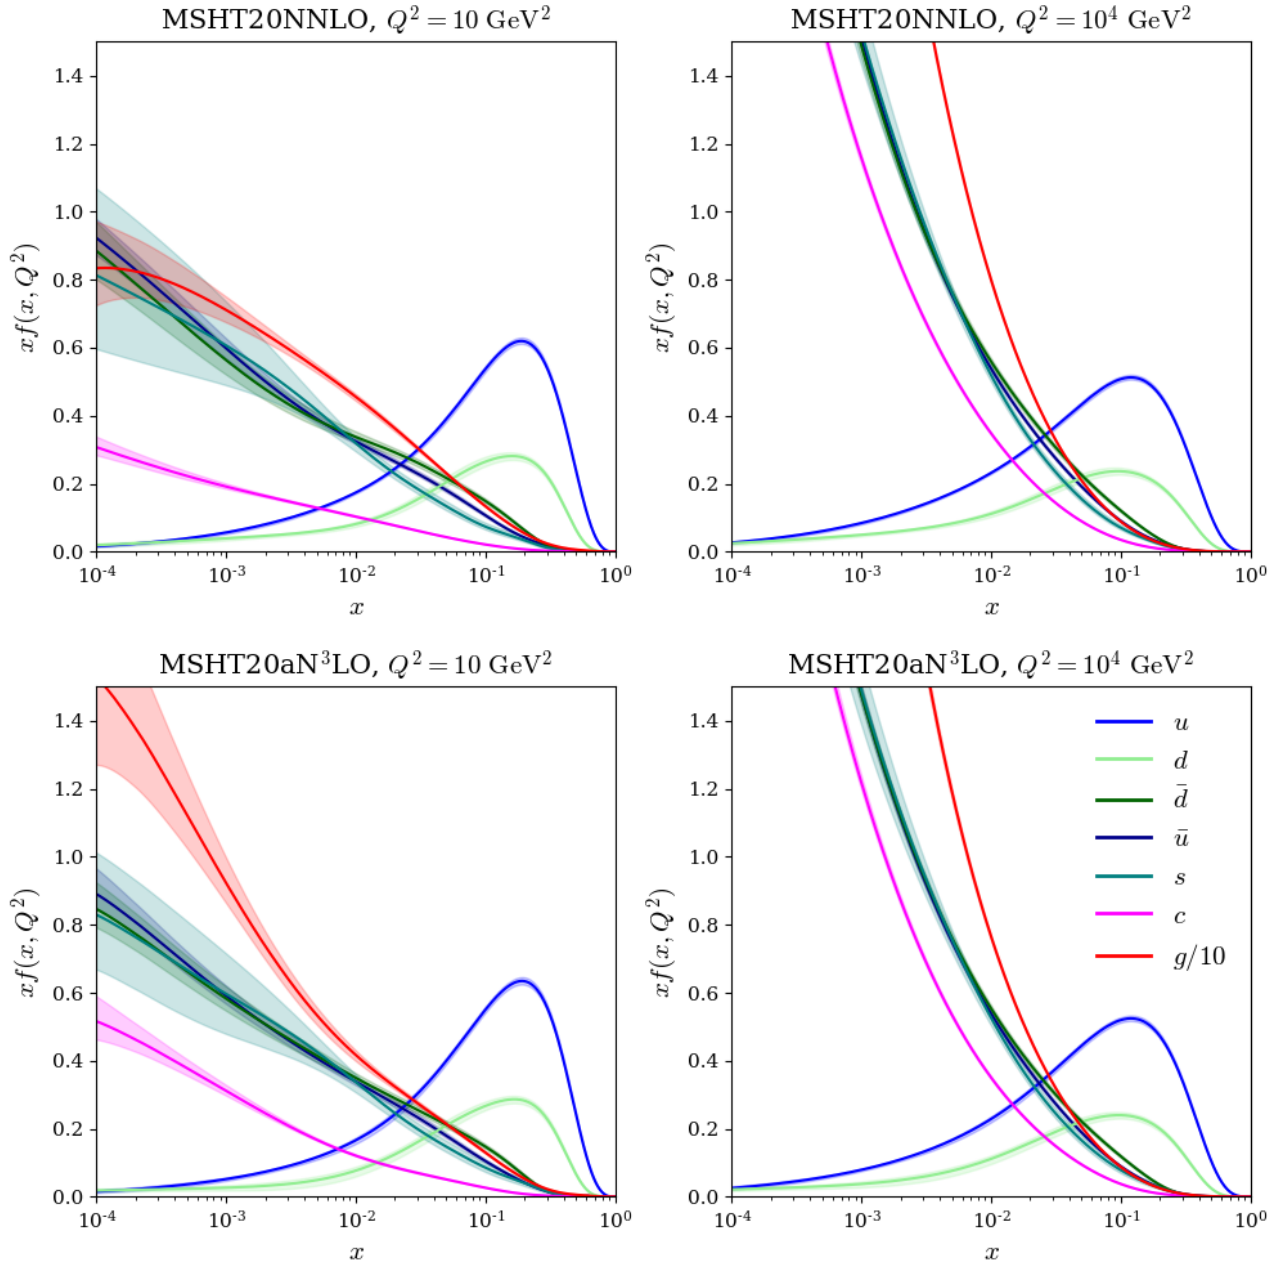 MSHT20NNLO, Q² = 10 GeV²
1.4
1.2
1.0
0.8
0.6
0.4
0.2
0.0
xf(x, Q²)
10⁻⁴ 10⁻³ 10⁻² 10⁻¹ 10⁰
x
MSHT20NNLO, Q² = 10⁴ GeV²
1.4
1.2
1.0
0.8
0.6
0.4
0.2
0.0
xf(x, Q²)
10⁻⁴ 10⁻³ 10⁻² 10⁻¹ 10⁰
x
MSHT20aN³LO, Q² = 10 GeV²
1.4
1.2
1.0
0.8
0.6
0.4
0.2
0.0
xf(x, Q²)
10⁻⁴ 10⁻³ 10⁻² 10⁻¹ 10⁰
x
MSHT20aN³LO, Q² = 10⁴ GeV²
1.4
1.2
1.0
0.8
0.6
0.4
0.2
0.0
xf(x, Q²)
10⁻⁴ 10⁻³ 10⁻² 10⁻¹ 10⁰
x
u
d
d̄
ū
s
c
g/10